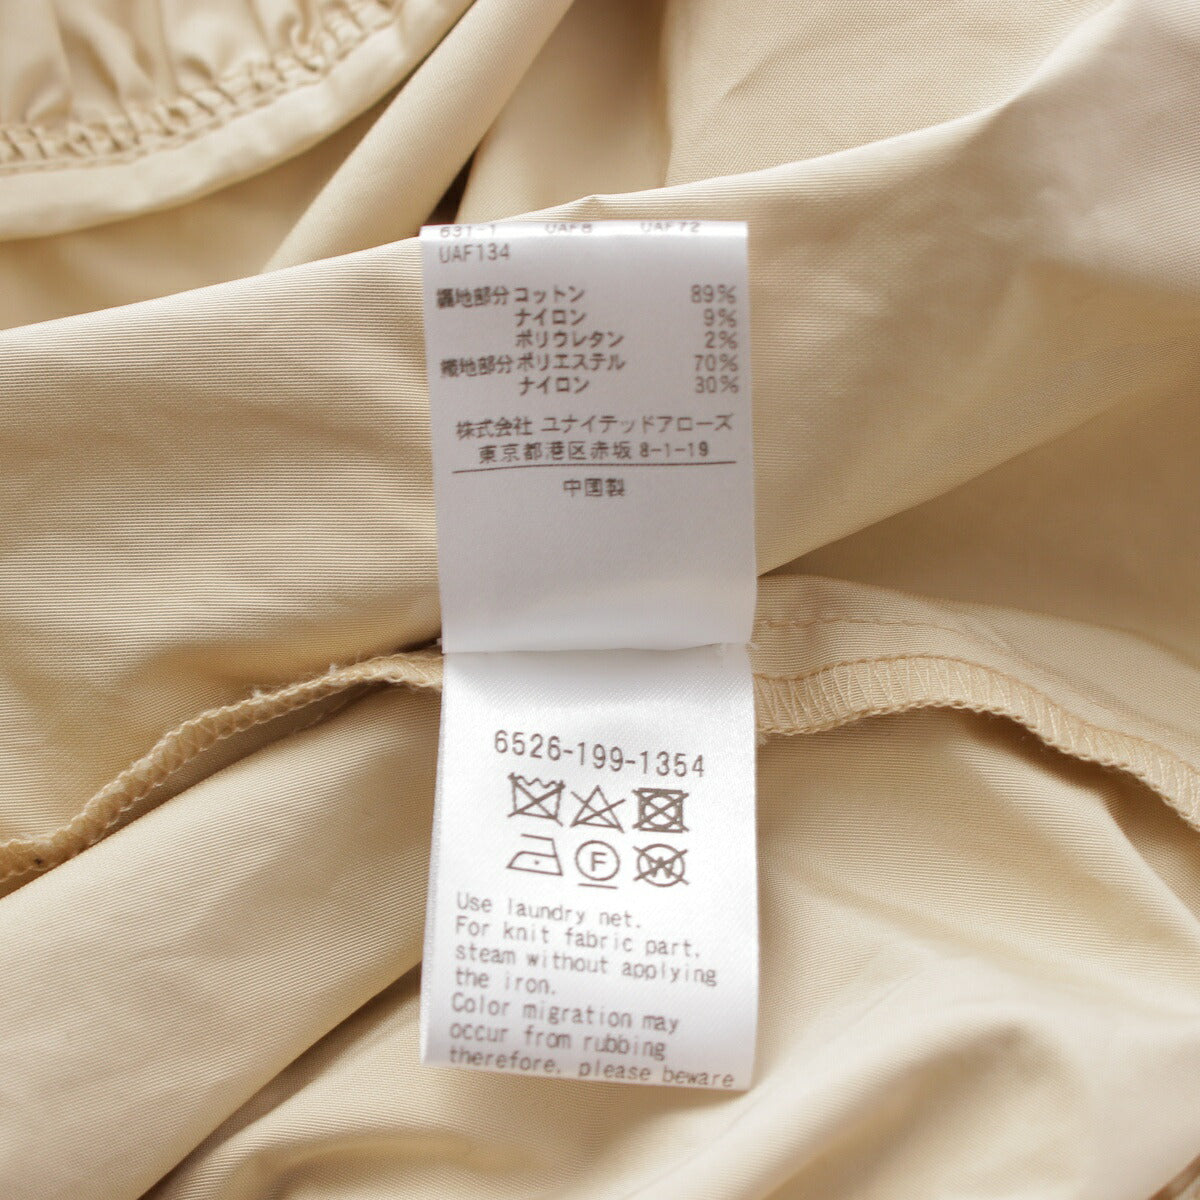 631-1 UAF8 UAF72
UAF134
編地部分 コットン 89%
ナイロン 9%
ポリウレタン 2%
織地部分 ポリエステル 70%
ナイロン 30%
株式会社 ユナイテッドアローズ
東京都港区赤坂 8-1-19
中国製
6526-199-1354
F W
Use laundry net.
For knit fabric part,
steam without applying
the iron.
Color migration may
occur from rubbing
therefore, please beware